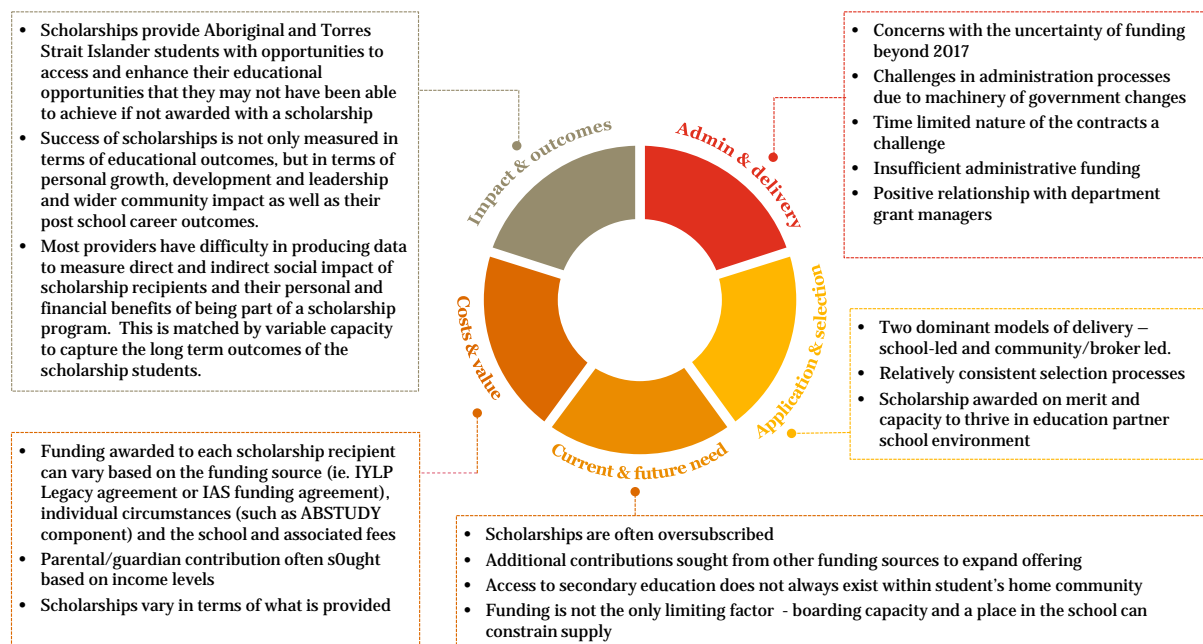 • Scholarships provide Aboriginal and Torres
Strait Islander students with opportunities to
access and enhance their educational
opportunities that they may not have been able
to achieve if not awarded with a scholarship
• Success of scholarships is not only measured in
terms of educational outcomes, but in terms of
personal growth, development and leadership
and wider community impact as well as their
post school career outcomes.
• Most providers have difficulty in producing data
to measure direct and indirect social impact of
scholarship recipients and their personal and
financial benefits of being part of a scholarship
program.  This is matched by variable capacity
to capture the long term outcomes of the
scholarship students.
Impact & outcomes
Admin & delivery
• Concerns with the uncertainty of funding
beyond 2017
• Challenges in administration processes
due to machinery of government changes
• Time limited nature of the contracts a
challenge
• Insufficient administrative funding
• Positive relationship with department
grant managers
Costs & value
Application & selection
• Two dominant models of delivery –
school-led and community/broker led.
• Relatively consistent selection processes
• Scholarship awarded on merit and
capacity to thrive in education partner
school environment
Current & future need
• Funding awarded to each scholarship recipient
can vary based on the funding source (ie. IYLP
Legacy agreement or IAS funding agreement),
individual circumstances (such as ABSTUDY
component) and the school and associated fees
• Parental/guardian contribution often s0ught
based on income levels
• Scholarships vary in terms of what is provided
• Scholarships are often oversubscribed
• Additional contributions sought from other funding sources to expand offering
• Access to secondary education does not always exist within student's home community
• Funding is not the only limiting factor  - boarding capacity and a place in the school can
constrain supply